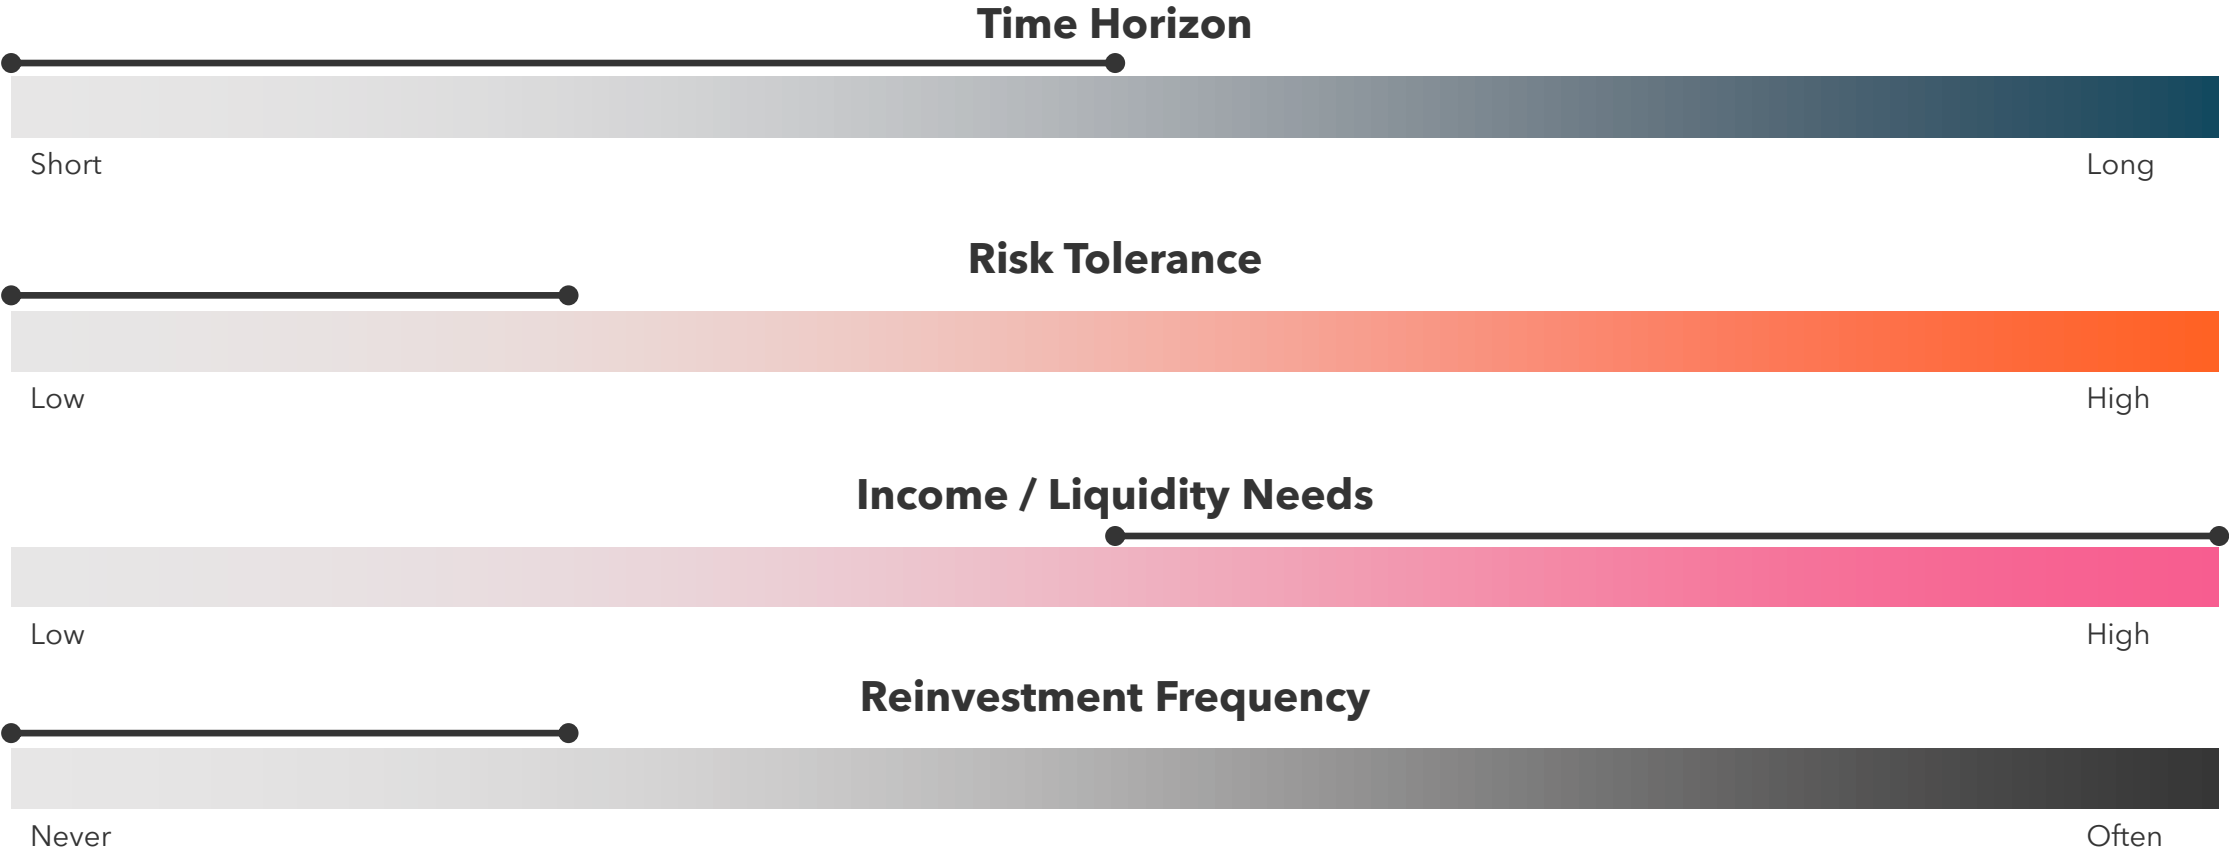 Time Horizon
Short Long
Risk Tolerance
Low High
Income / Liquidity Needs
Low High
Reinvestment Frequency
Never Often